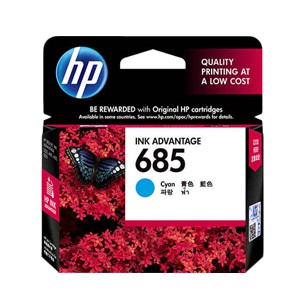 hp
QUALITY
PRINTING AT
A LOW COST
BE REWARDED with Original HP cartridges
INK ADVANTAGE
685
Cyan 青色 藍色
파랑 ฟ้า